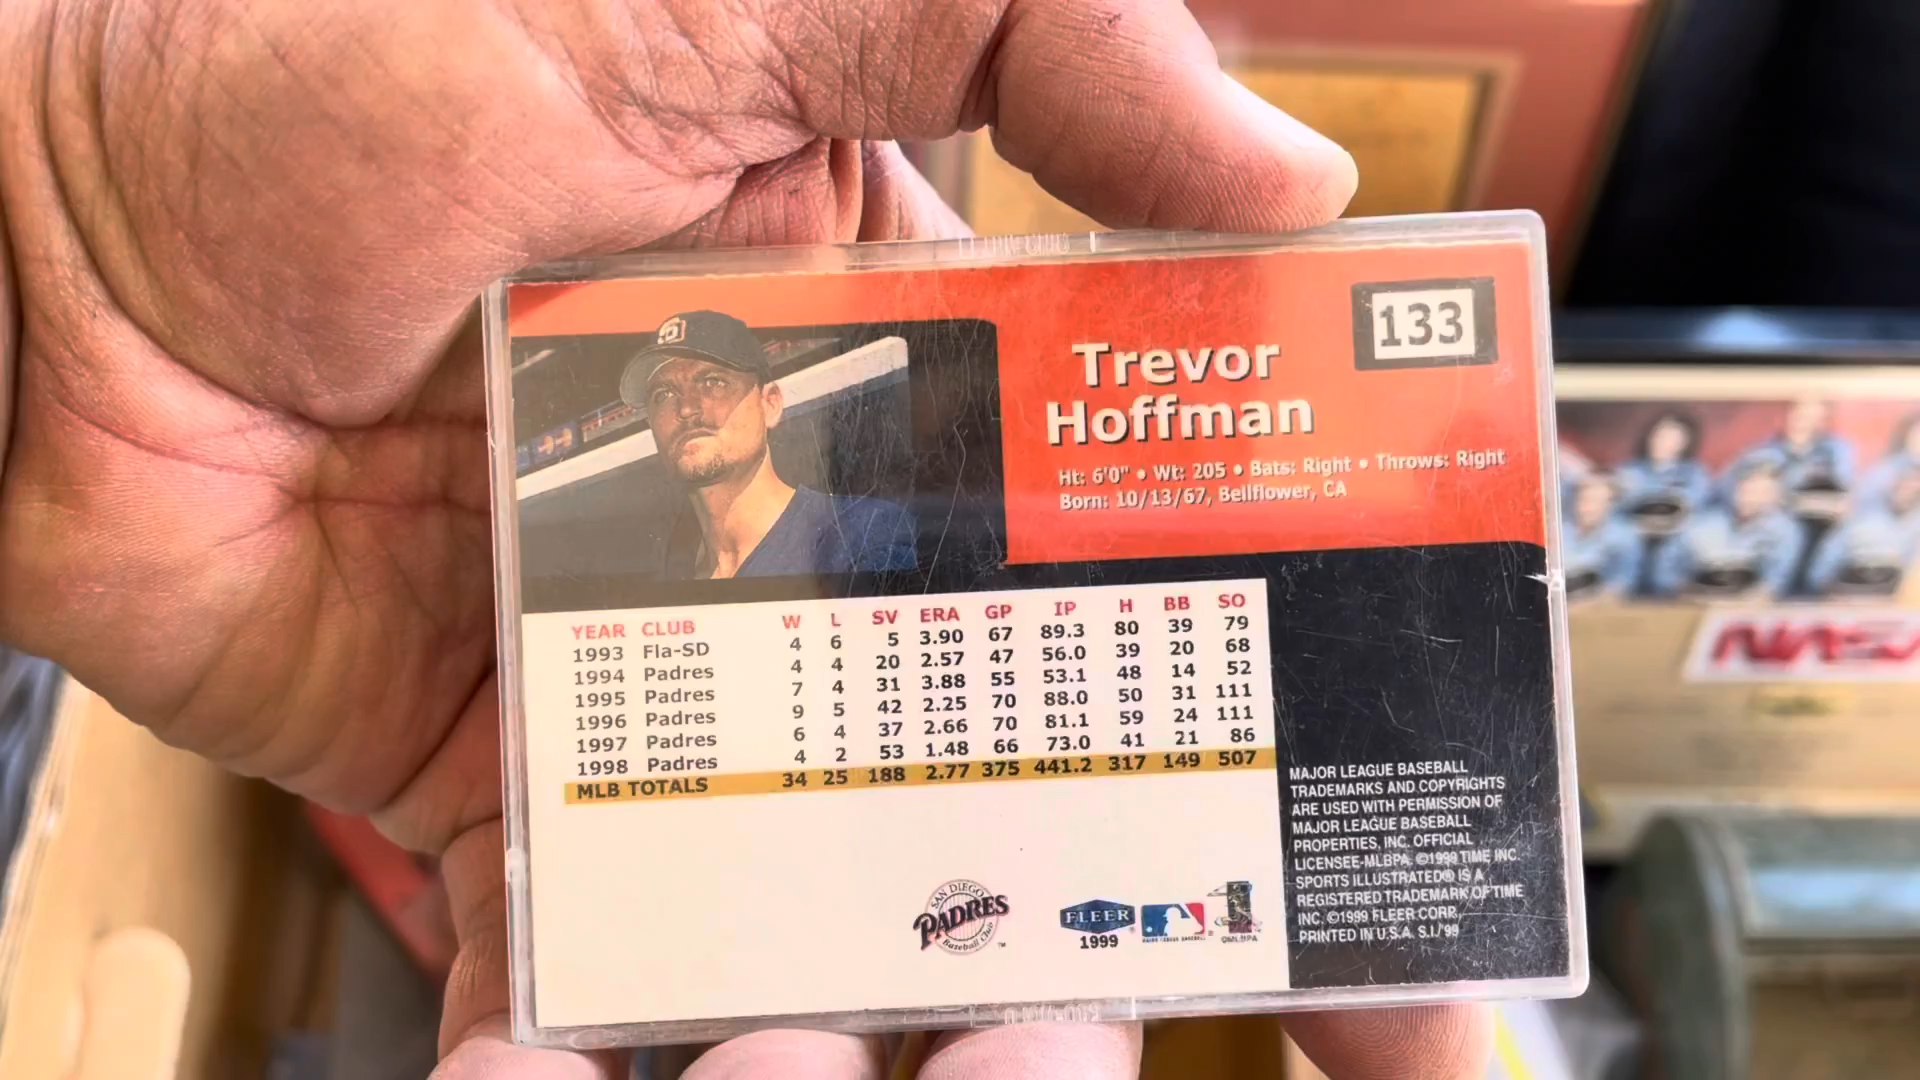 133
Trevor
Hoffman
Ht: 6'0" • Wt: 205 • Bats: Right • Throws: Right
Born: 10/13/67, Bellflower, CA
YEAR CLUB W L SV ERA GP IP H BB SO
1993 Fla-SD 4 6 5 3.90 67 89.3 80 39 79
1994 Padres 4 4 20 2.57 47 56.0 39 20 68
1995 Padres 7 4 31 3.88 55 53.1 48 14 52
1996 Padres 9 5 42 2.25 70 88.0 50 31 111
1997 Padres 6 4 37 2.66 70 81.1 59 24 111
1998 Padres 4 2 53 1.48 66 73.0 41 21 86
MLB TOTALS 34 25 188 2.77 375 441.2 317 149 507
MAJOR LEAGUE BASEBALL
TRADEMARKS AND COPYRIGHTS
ARE USED WITH PERMISSION OF
MAJOR LEAGUE BASEBALL
PROPERTIES, INC. OFFICIAL
LICENSEE-MLBPA. ©1999 TIME INC.
SPORTS ILLUSTRATED® IS A
REGISTERED TRADEMARK OF TIME
INC. ©1999 FLEER CORP.
PRINTED IN U.S.A. S.I./'99
SAN DIEGO
PADRES ™
Baseball Club
FLEER ®
1999
MAJOR LEAGUE BASEBALL ®
©MLBPA
NASA